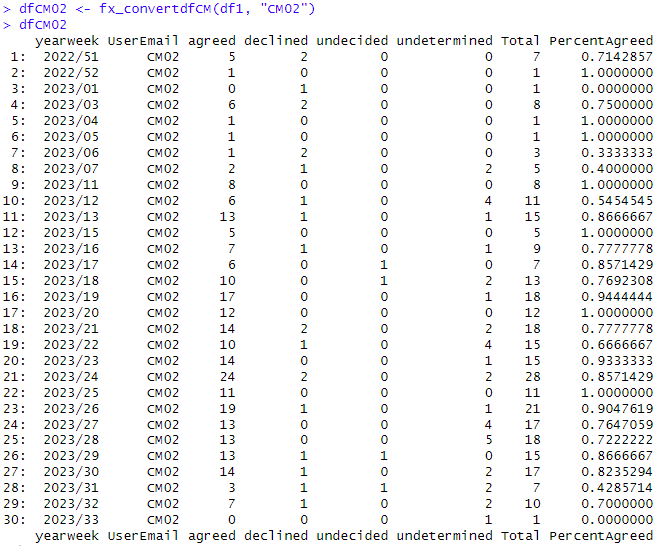 > dfCM02 <- fx_convertdfCM(df1, "CM02")
> dfCM02
yearweek UserEmail agreed declined undecided undetermined Total PercentAgreed
1: 2022/51 CM02 5 2 0 0 7 0.7142857
2: 2022/52 CM02 1 0 0 0 1 1.0000000
3: 2023/01 CM02 0 1 0 0 1 0.0000000
4: 2023/03 CM02 6 2 0 0 8 0.7500000
5: 2023/04 CM02 1 0 0 0 1 1.0000000
6: 2023/05 CM02 1 0 0 0 1 1.0000000
7: 2023/06 CM02 1 2 0 0 3 0.3333333
8: 2023/07 CM02 2 1 0 2 5 0.4000000
9: 2023/11 CM02 8 0 0 0 8 1.0000000
10: 2023/12 CM02 6 1 0 4 11 0.5454545
11: 2023/13 CM02 13 1 0 1 15 0.8666667
12: 2023/15 CM02 5 0 0 0 5 1.0000000
13: 2023/16 CM02 7 1 0 1 9 0.7777778
14: 2023/17 CM02 6 0 1 0 7 0.8571429
15: 2023/18 CM02 10 0 1 2 13 0.7692308
16: 2023/19 CM02 17 0 0 1 18 0.9444444
17: 2023/20 CM02 12 0 0 0 12 1.0000000
18: 2023/21 CM02 14 2 0 2 18 0.7777778
19: 2023/22 CM02 10 1 0 4 15 0.6666667
20: 2023/23 CM02 14 0 0 1 15 0.9333333
21: 2023/24 CM02 24 2 0 2 28 0.8571429
22: 2023/25 CM02 11 0 0 0 11 1.0000000
23: 2023/26 CM02 19 1 0 1 21 0.9047619
24: 2023/27 CM02 13 0 0 4 17 0.7647059
25: 2023/28 CM02 13 0 0 5 18 0.7222222
26: 2023/29 CM02 13 1 1 0 15 0.8666667
27: 2023/30 CM02 14 1 0 2 17 0.8235294
28: 2023/31 CM02 3 1 1 2 7 0.4285714
29: 2023/32 CM02 7 1 0 2 10 0.7000000
30: 2023/33 CM02 0 0 0 1 1 0.0000000
yearweek UserEmail agreed declined undecided undetermined Total PercentAgreed